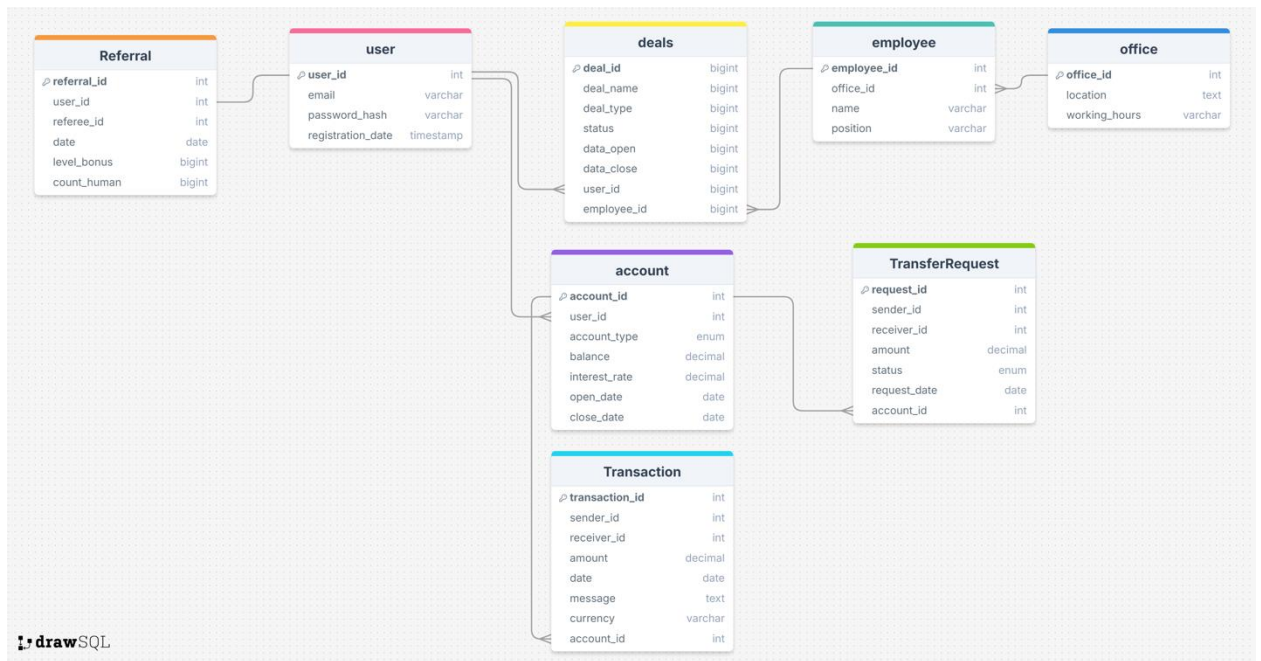 Referral
referral_id int
user_id int
referee_id int
date date
level_bonus bigint
count_human bigint
user
user_id int
email varchar
password_hash varchar
registration_date timestamp
deals
deal_id bigint
deal_name bigint
deal_type bigint
status bigint
data_open bigint
data_close bigint
user_id bigint
employee_id bigint
employee
employee_id int
office_id int
name varchar
position varchar
office
office_id int
location text
working_hours varchar
account
account_id int
user_id int
account_type enum
balance decimal
interest_rate decimal
open_date date
close_date date
TransferRequest
request_id int
sender_id int
receiver_id int
amount decimal
status enum
request_date date
account_id int
Transaction
transaction_id int
sender_id int
receiver_id int
amount decimal
date date
message text
currency varchar
account_id int
drawSQL